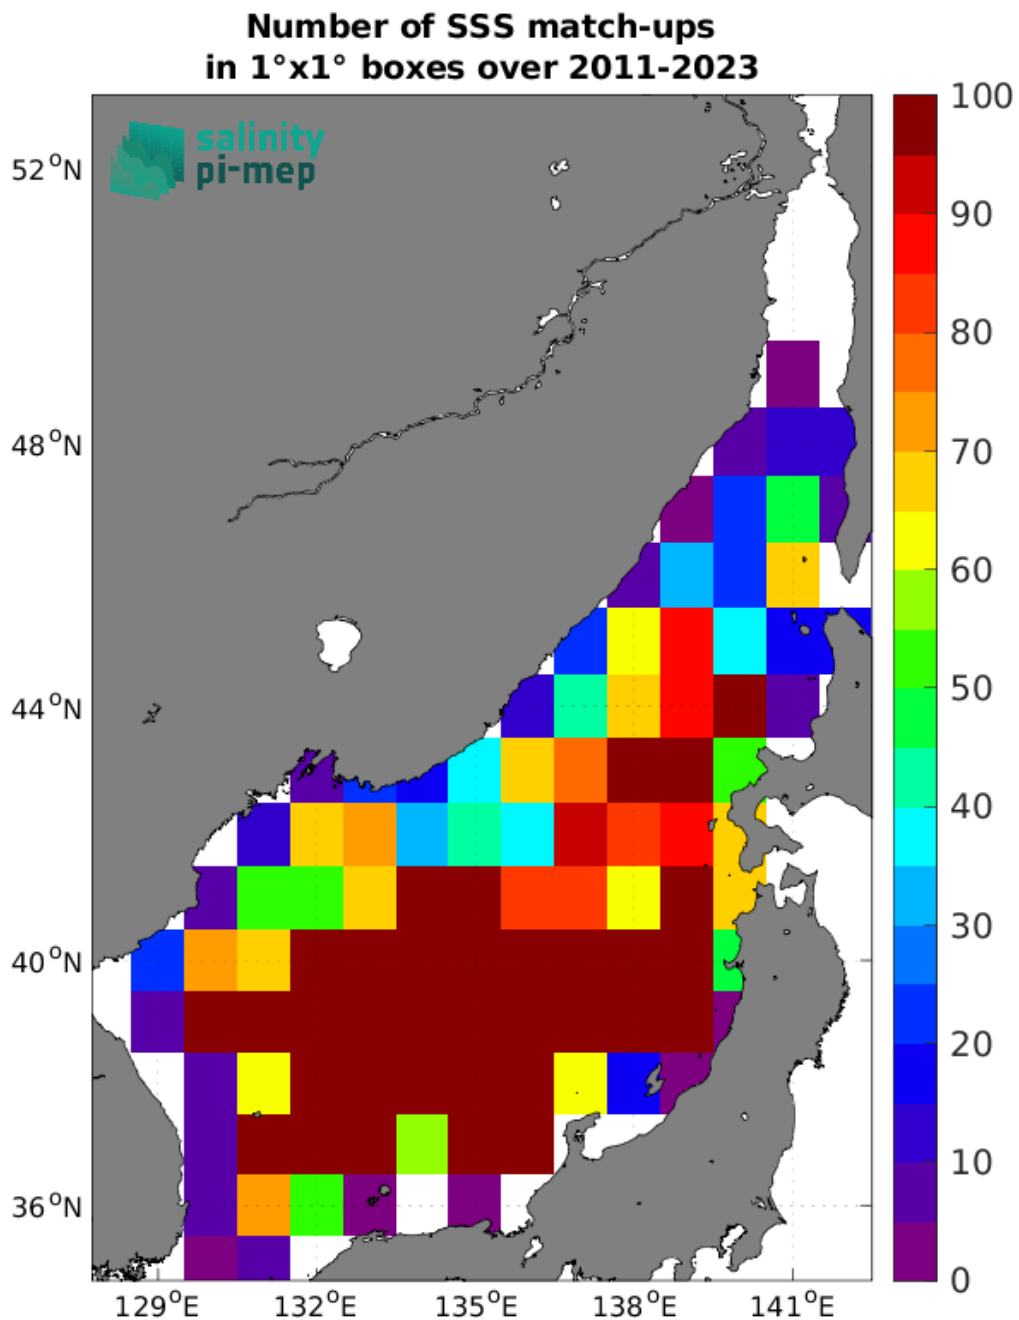 Number of SSS match-ups
in 1°x1° boxes over 2011-2023
salinity
pi-mep
52°N
48°N
44°N
40°N
36°N
129°E
132°E
135°E
138°E
141°E
100
90
80
70
60
50
40
30
20
10
0